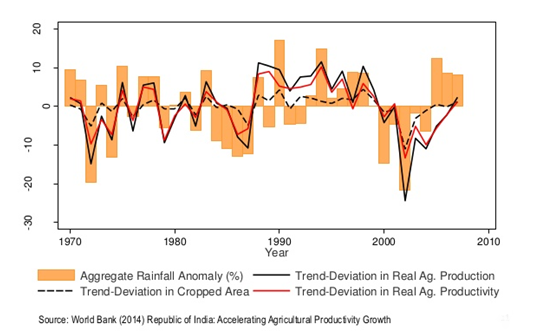 20
10
0
-10
-20
-30
1970 1980 1990 2000 2010
Year
Aggregate Rainfall Anomaly (%) Trend-Deviation in Real Ag. Production
Trend-Deviation in Cropped Area Trend-Deviation in Real Ag. Productivity
Source: World Bank (2014) Republic of India: Accelerating Agricultural Productivity Growth